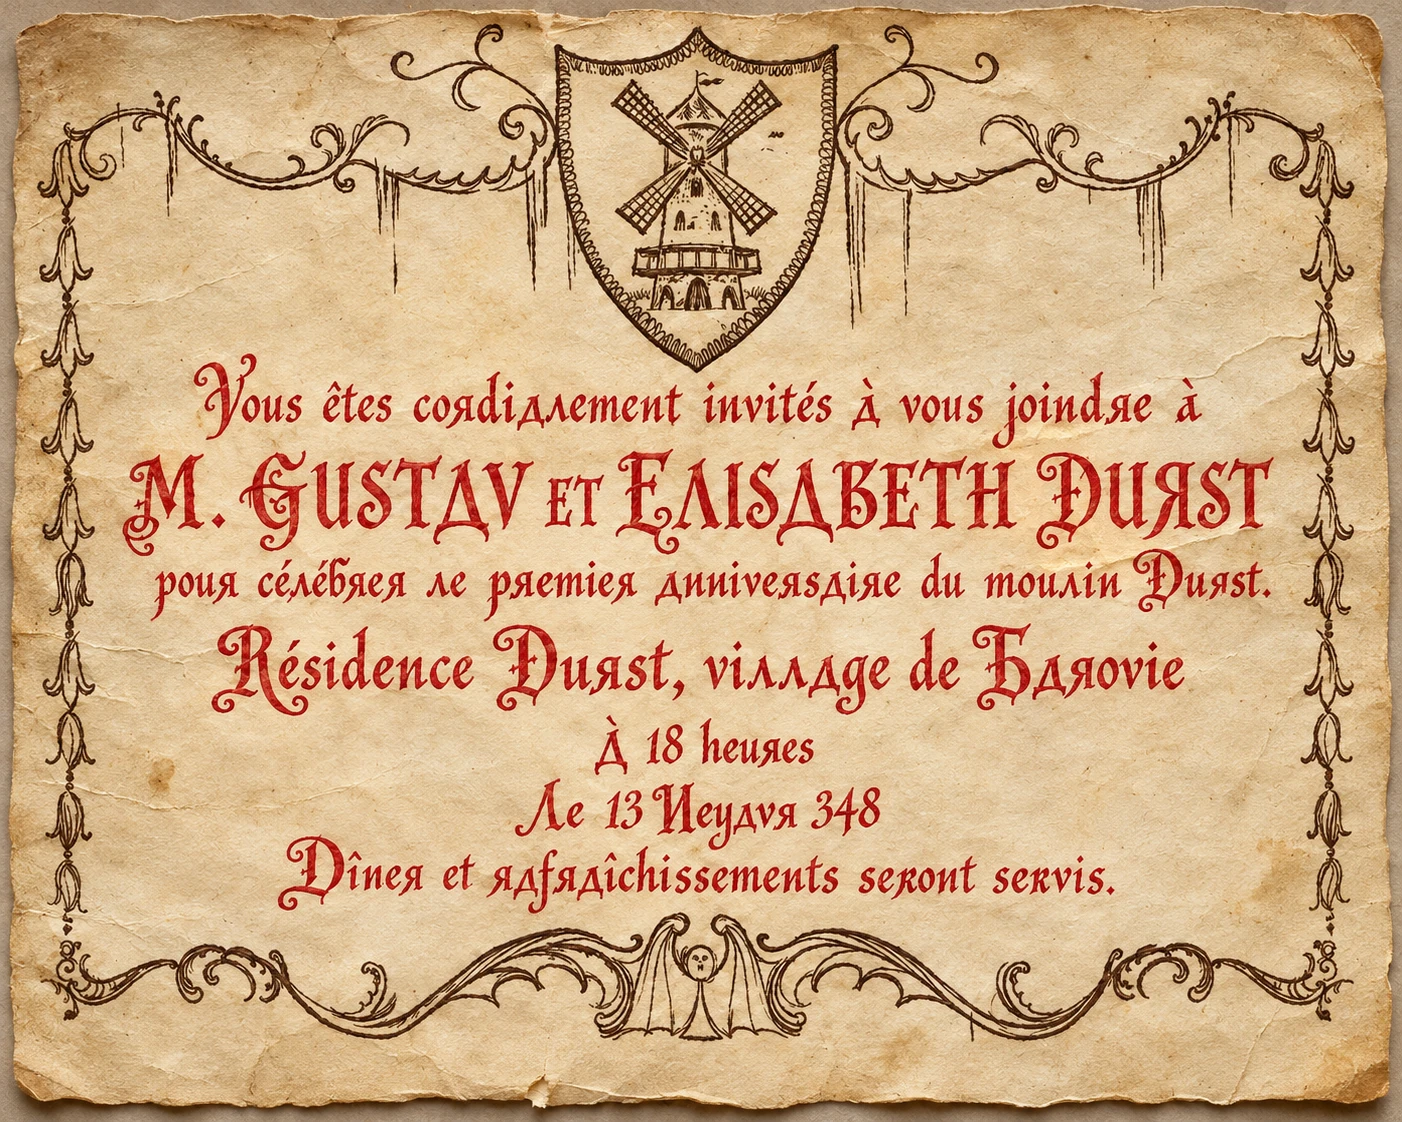 Vous êtes cordialement invités à vous joindre à
M. GUSTAV ET ELISABETH DURST
pour célébrer le premier anniversaire du moulin Durst.
Résidence Durst, village de Barovie
À 18 heures
Le 13 Neyavr 348
Dîner et rafraîchissements seront servis.